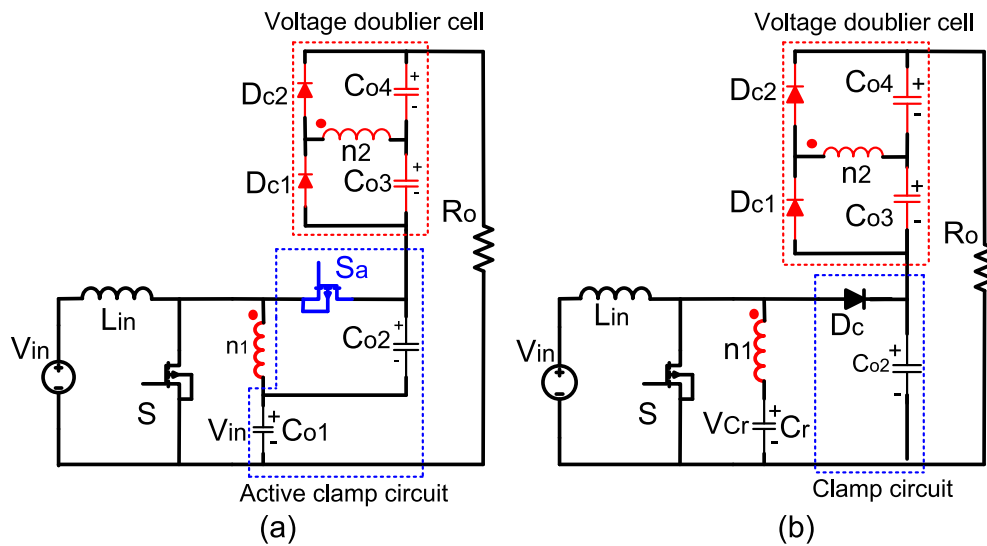 Voltage doublier cell
Dc2
Co4
+
-
n2
Dc1
Co3
+
-
Ro
Sa
Lin
Vin
+
-
n1
Co2
+
-
S
Vin
+
-
Co1
Active clamp circuit
(a)
Voltage doublier cell
Dc2
Co4
+
-
n2
Dc1
Co3
+
-
Ro
Lin
Dc
Vin
+
-
n1
Co2
+
-
S
VCr
+
-
Cr
Clamp circuit
(b)